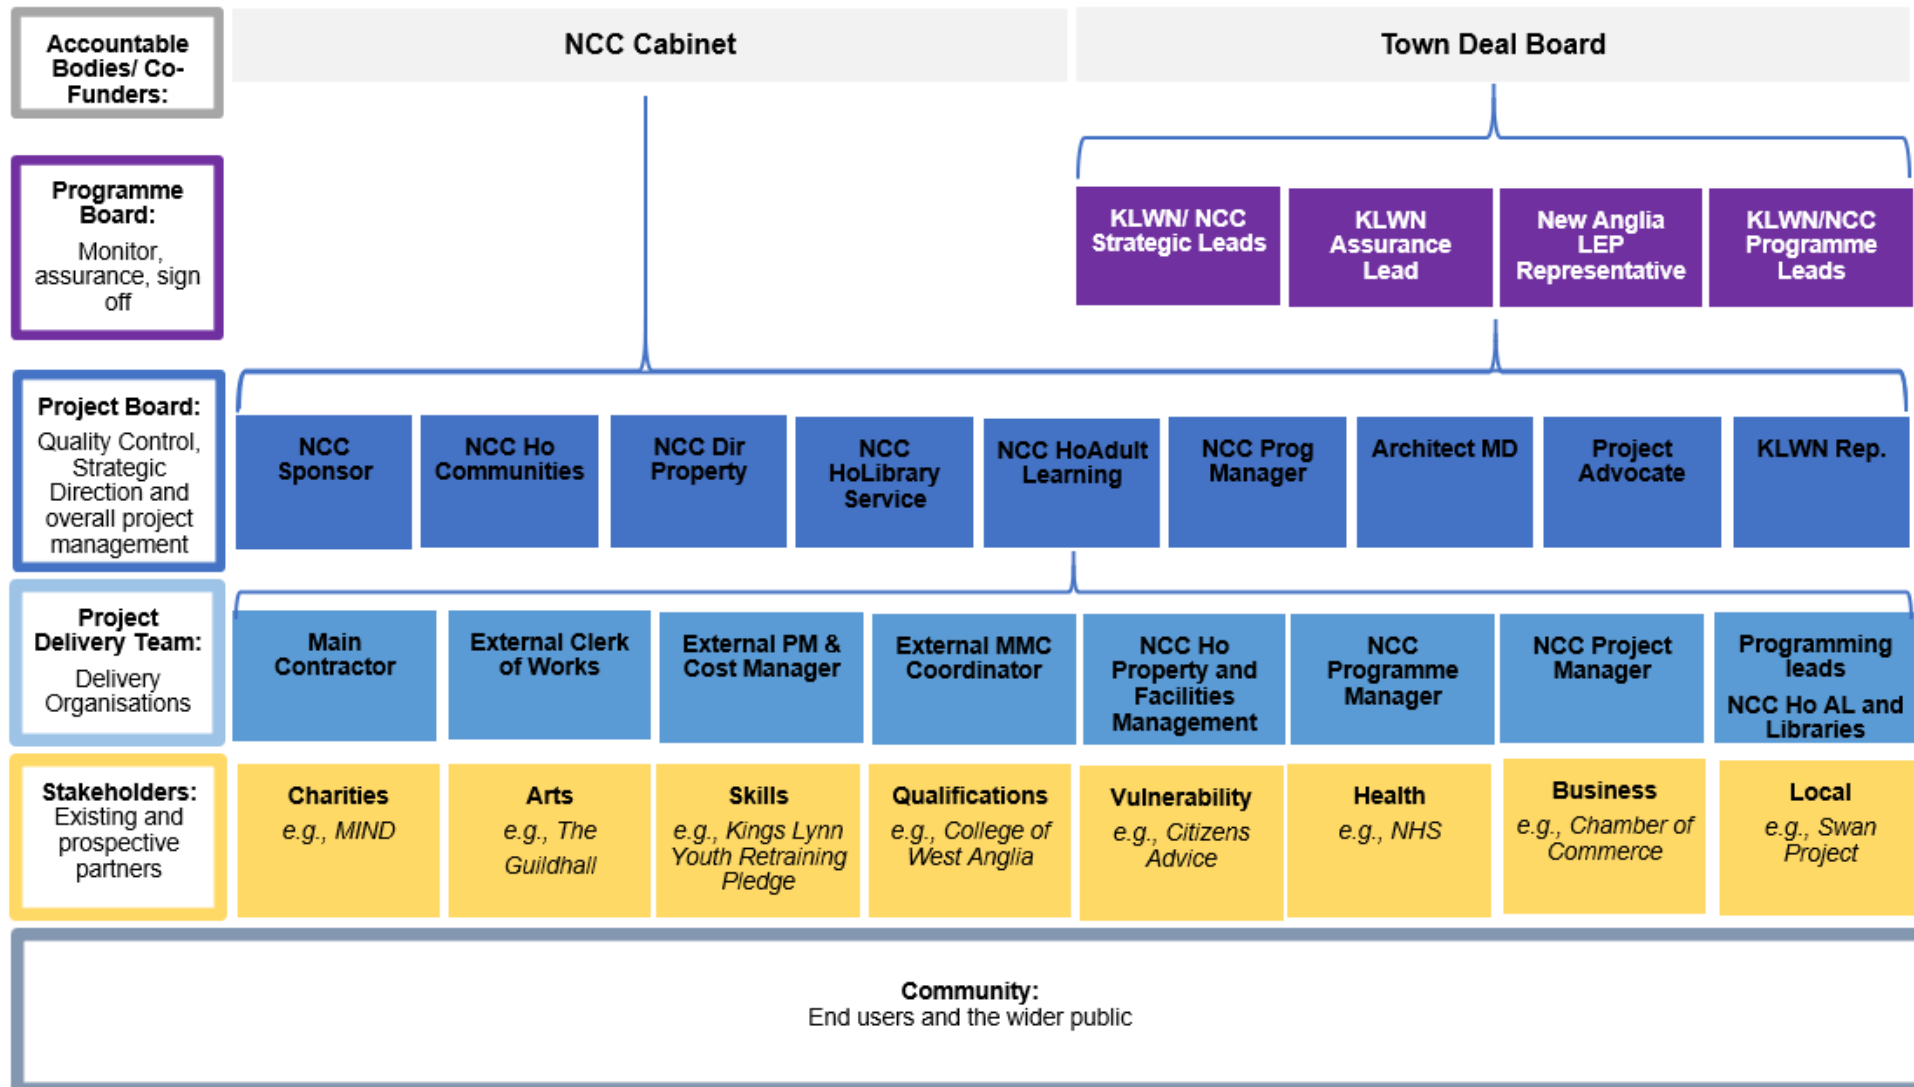 Accountable
Bodies/ Co-
Funders:
NCC Cabinet
Town Deal Board
Programme
Board:
Monitor,
assurance, sign
off
KLWN/ NCC
Strategic Leads
KLWN
Assurance
Lead
New Anglia
LEP
Representative
KLWN/NCC
Programme
Leads
Project Board:
Quality Control,
Strategic
Direction and
overall project
management
NCC
Sponsor
NCC Ho
Communities
NCC Dir
Property
NCC
HoLibrary
Service
NCC HoAdult
Learning
NCC Prog
Manager
Architect MD
Project
Advocate
KLWN Rep.
Project
Delivery Team:
Delivery
Organisations
Main
Contractor
External Clerk
of Works
External PM &
Cost Manager
External MMC
Coordinator
NCC Ho
Property and
Facilities
Management
NCC
Programme
Manager
NCC Project
Manager
Programming
leads
NCC Ho AL and
Libraries
Stakeholders:
Existing and
prospective
partners
Charities
e.g., MIND
Arts
e.g., The
Guildhall
Skills
e.g., Kings Lynn
Youth Retraining
Pledge
Qualifications
e.g., College of
West Anglia
Vulnerability
e.g., Citizens
Advice
Health
e.g., NHS
Business
e.g., Chamber of
Commerce
Local
e.g., Swan
Project
Community:
End users and the wider public